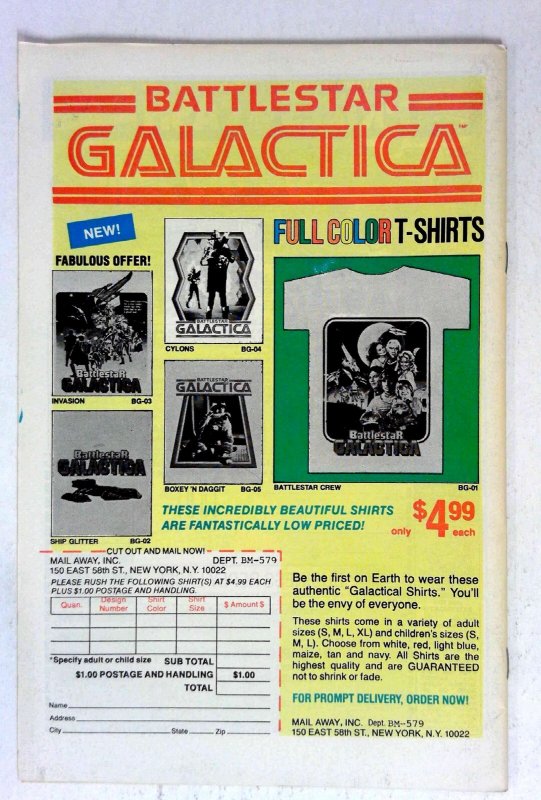 BATTLESTAR
GALACTICA™
NEW!
FABULOUS OFFER!
FULL COLOR T-SHIRTS
BATTLESTAR
GALACTICA
CYLONS BG-04
Battlestar
GALACTICA
INVASION BG-03
BATTLESTAR
GALACTICA
BOXEY 'N DAGGIT BG-05
Battlestar
GALACTICA
SHIP GLITTER BG-02
Battlestar
GALACTICA
BATTLESTAR CREW BG-01
THESE INCREDIBLY BEAUTIFUL SHIRTS
ARE FANTASTICALLY LOW PRICED!
only $4.99 each
CUT OUT AND MAIL NOW!
MAIL AWAY, INC. DEPT. BM-579
150 EAST 58th ST., NEW YORK, N.Y. 10022
PLEASE RUSH THE FOLLOWING SHIRT(S) AT $4.99 EACH
PLUS $1.00 POSTAGE AND HANDLING.
Quan. Design Number Shirt Color Shirt Size $ Amount $
*Specify adult or child size SUB TOTAL
$1.00 POSTAGE AND HANDLING $1.00
TOTAL
Name
Address
City State Zip
Be the first on Earth to wear these
authentic "Galactical Shirts." You'll
be the envy of everyone.
These shirts come in a variety of adult
sizes (S, M, L, XL) and children's sizes (S,
M, L). Choose from white, red, light blue,
maize, tan and navy. All Shirts are the
highest quality and are GUARANTEED
not to shrink or fade.
FOR PROMPT DELIVERY, ORDER NOW!
MAIL AWAY, INC. Dept. BM-579
150 EAST 58th ST., NEW YORK, N.Y. 10022